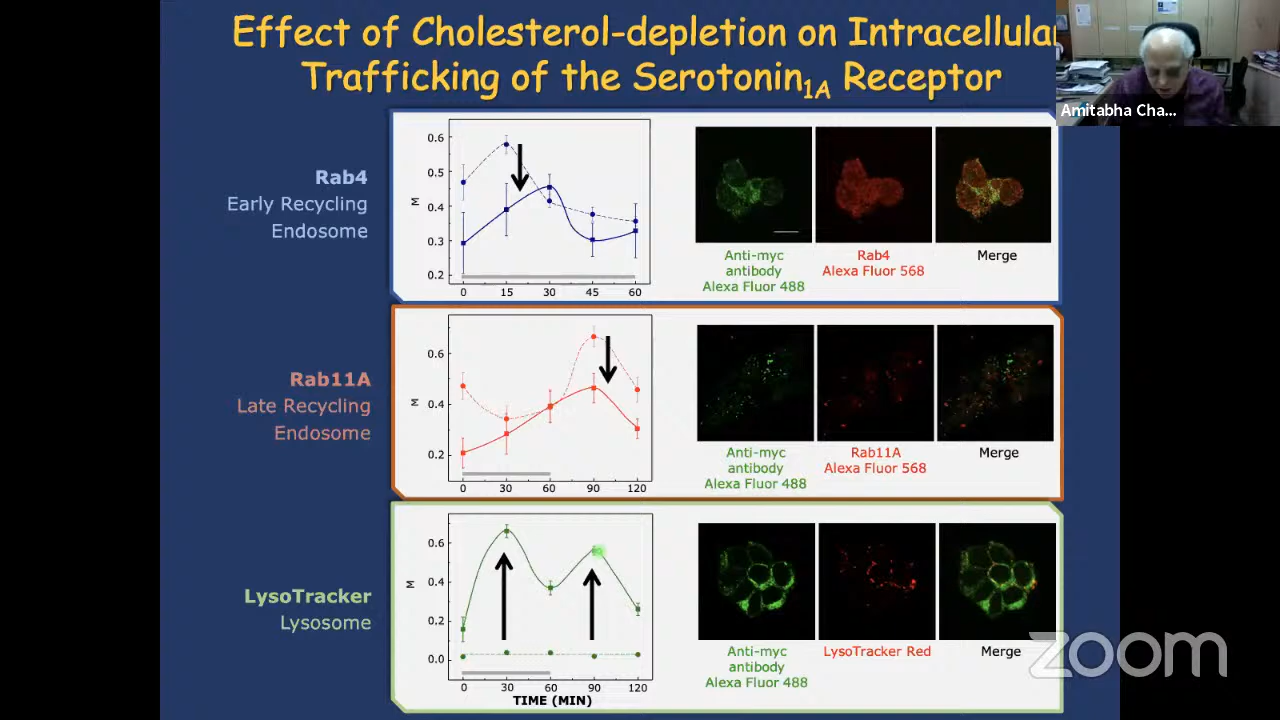 Effect of Cholesterol-depletion on Intracellula
Trafficking of the Serotonin1A Receptor
Amitabha Cha...
Rab4
Early Recycling
Endosome
0.6
0.5
0.4
0.3
0.2
M
0 15 30 45 60
Anti-myc
antibody
Alexa Fluor 488
Rab4
Alexa Fluor 568
Merge
Rab11A
Late Recycling
Endosome
0.6
0.4
0.2
M
0 30 60 90 120
Anti-myc
antibody
Alexa Fluor 488
Rab11A
Alexa Fluor 568
Merge
LysoTracker
Lysosome
0.6
0.4
0.2
0.0
M
0 30 60 90 120
TIME (MIN)
Anti-myc
antibody
Alexa Fluor 488
LysoTracker Red
Merge
zoom